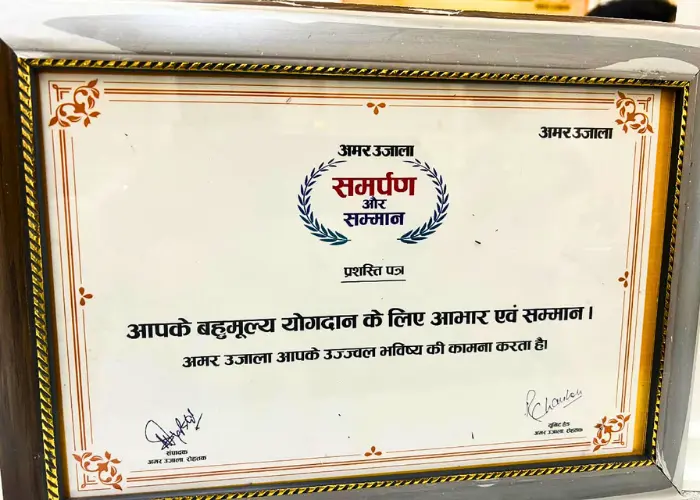 अमर उजाला
अमर उजाला
समर्पण
और
सम्मान
प्रशस्ति पत्र
आपके बहुमूल्य योगदान के लिए आभार एवं सम्मान ।
अमर उजाला आपके उज्ज्वल भविष्य की कामना करता है।
संपादक
अमर उजाला, रोहतक
यूनिट हैड
अमर उजाला, रोहतक